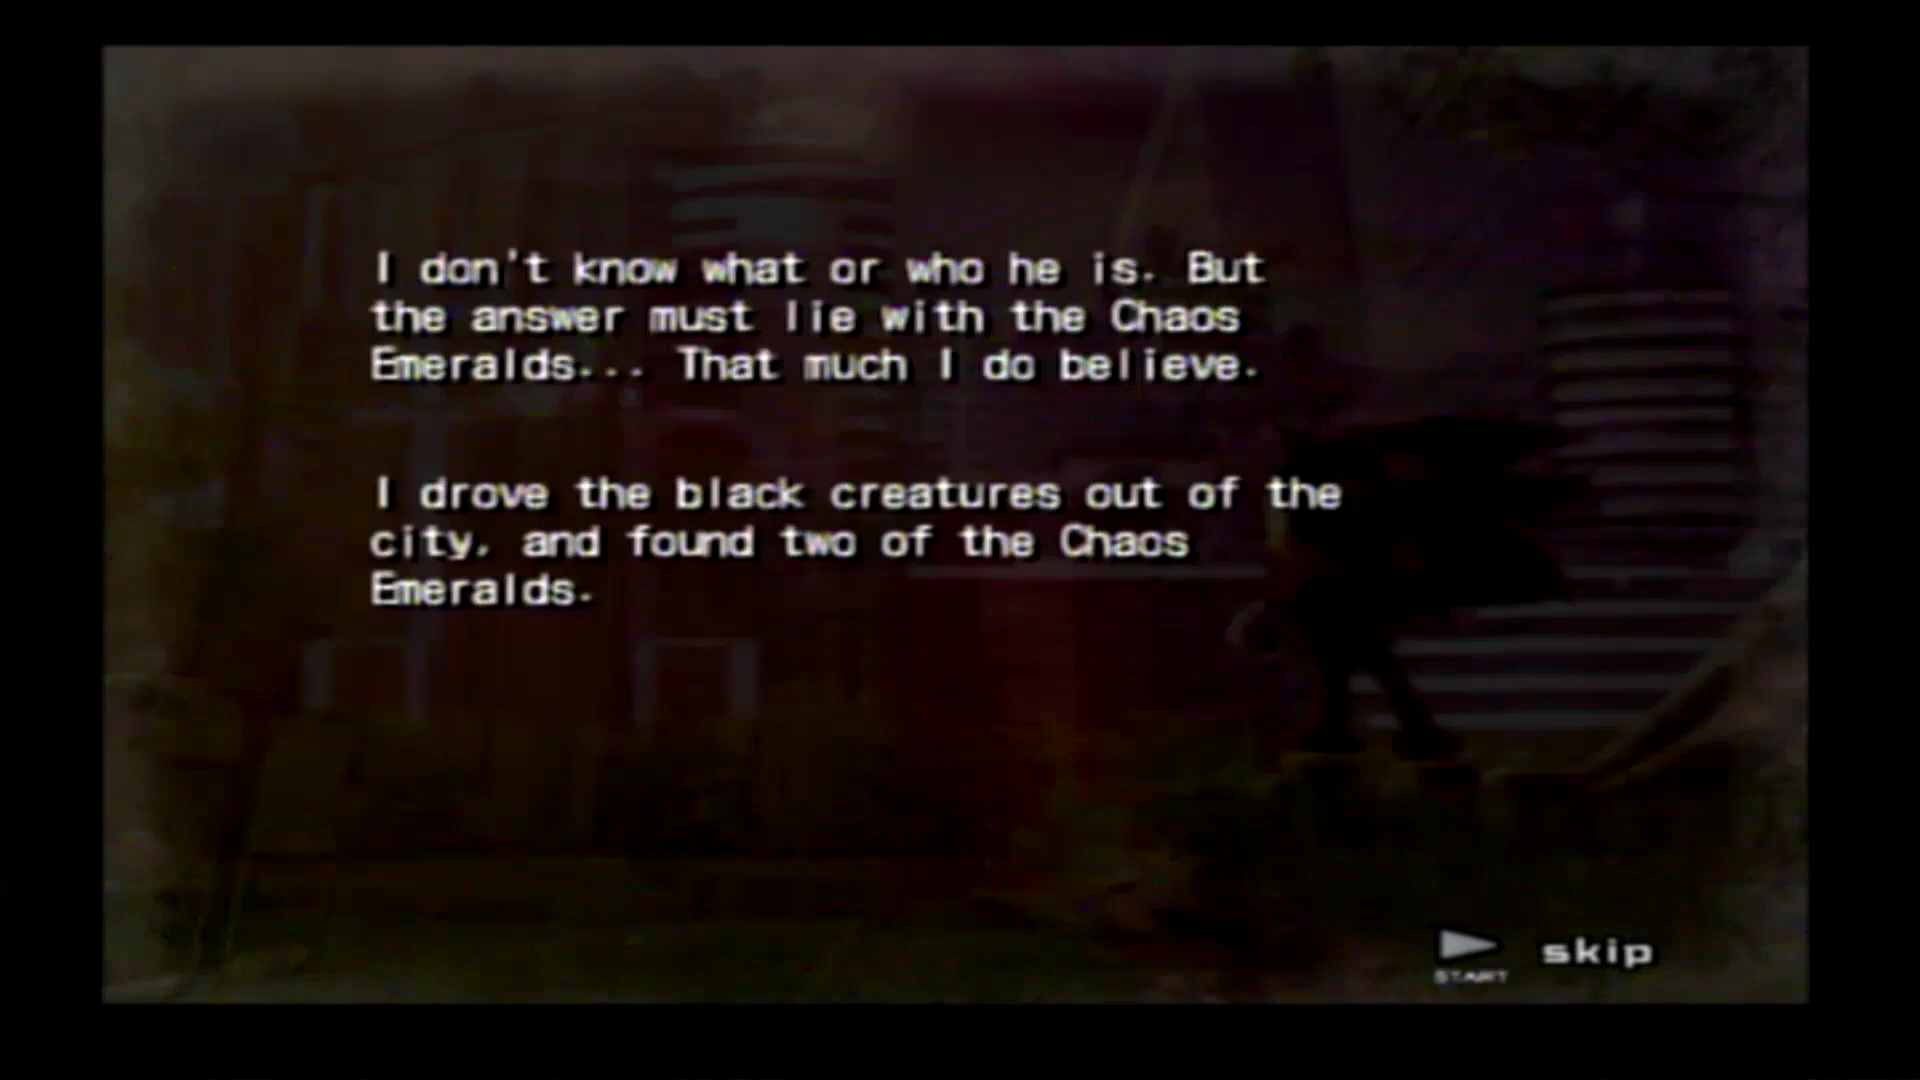 I don't know what or who he is. But
the answer must lie with the Chaos
Emeralds... That much I do believe.
I drove the black creatures out of the
city, and found two of the Chaos
Emeralds.
skip
START